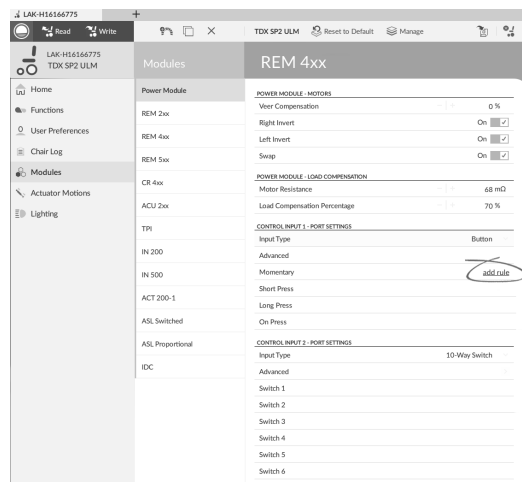 LAK-H16166775
Read
Write
TDX SP2 ULM
Reset to Default
Manage
LAK-H16166775
TDX SP2 ULM
Home
Functions
User Preferences
Chair Log
Modules
Actuator Motions
Lighting
Modules
Power Module
REM 2xx
REM 4xx
REM 5xx
CR 4xx
ACU 2xx
TPI
IN 200
IN 500
ACT 200-1
ASL Switched
ASL Proportional
IDC
REM 4xx
POWER MODULE - MOTORS
Veer Compensation - + 0 %
Right Invert On
Left Invert On
Swap On
POWER MODULE - LOAD COMPENSATION
Motor Resistance - + 68 mΩ
Load Compensation Percentage - + 70 %
CONTROL INPUT 1 - PORT SETTINGS
Input Type Button
Advanced
Momentary add rule
Short Press
Long Press
On Press
CONTROL INPUT 2 - PORT SETTINGS
Input Type 10-Way Switch
Advanced
Switch 1
Switch 2
Switch 3
Switch 4
Switch 5
Switch 6